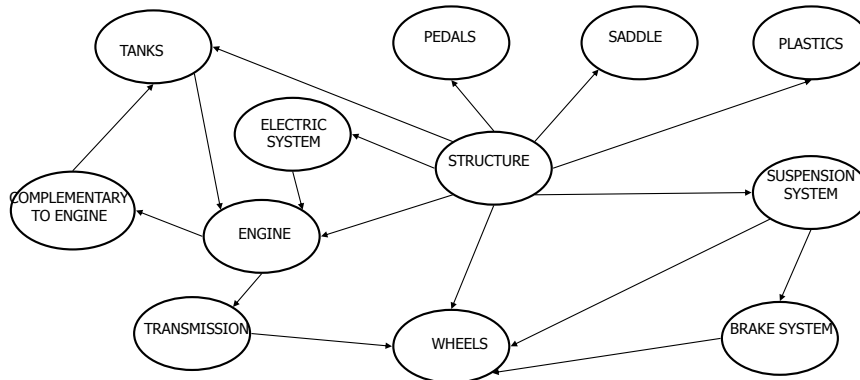 TANKS
PEDALS
SADDLE
PLASTICS
ELECTRIC
SYSTEM
STRUCTURE
SUSPENSION
SYSTEM
COMPLEMENTARY
TO ENGINE
ENGINE
TRANSMISSION
WHEELS
BRAKE SYSTEM